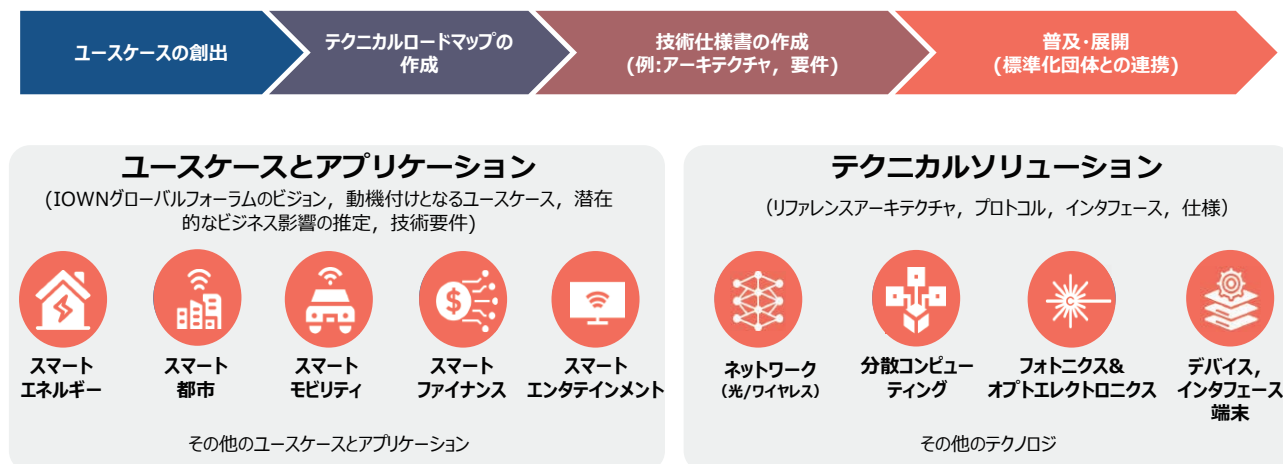 ユースケースの創出
テクニカルロードマップの
作成
技術仕様書の作成
(例:アーキテクチャ, 要件)
普及・展開
(標準化団体との連携)
ユースケースとアプリケーション
(IOWNグローバルフォーラムのビジョン, 動機付けとなるユースケース, 潜在
的なビジネス影響の推定, 技術要件)
スマート
エネルギー
スマート
都市
スマート
モビリティ
スマート
ファイナンス
スマート
エンタテインメント
その他のユースケースとアプリケーション
テクニカルソリューション
(リファレンスアーキテクチャ, プロトコル, インタフェース, 仕様)
ネットワーク
(光/ワイヤレス)
分散コンピュー
ティング
フォトニクス&
オプトエレクトロニクス
デバイス,
インタフェース
端末
その他のテクノロジ